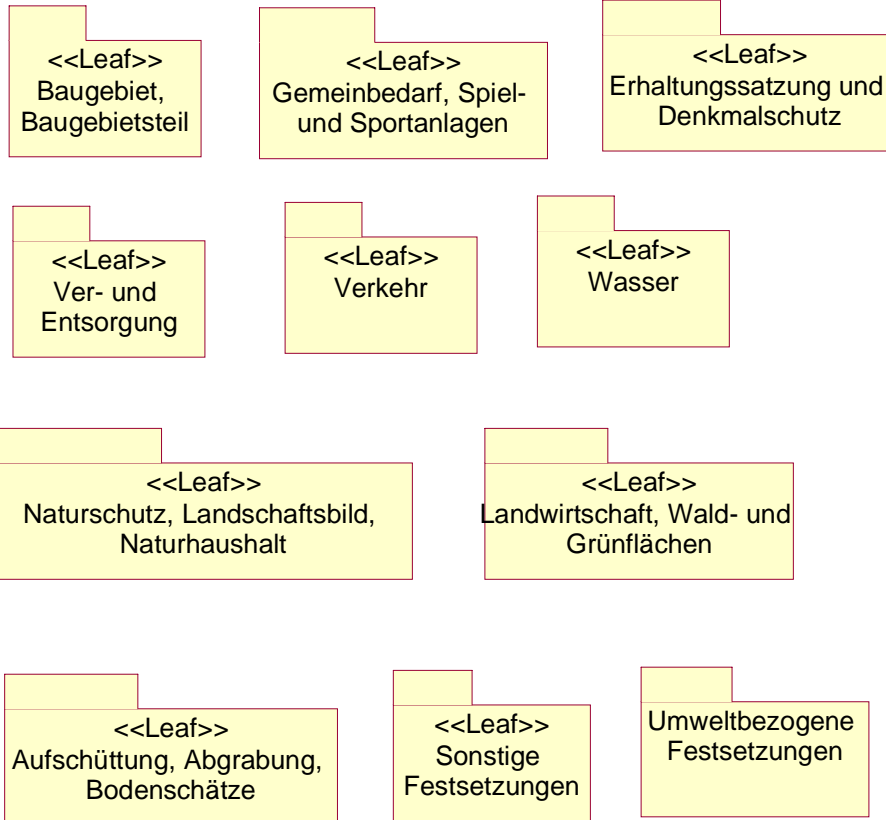 <<Leaf>>
Baugebiet,
Baugebietsteil
<<Leaf>>
Gemeinbedarf, Spiel-
und Sportanlagen
<<Leaf>>
Erhaltungssatzung und
Denkmalschutz
<<Leaf>>
Ver- und
Entsorgung
<<Leaf>>
Verkehr
<<Leaf>>
Wasser
<<Leaf>>
Naturschutz, Landschaftsbild,
Naturhaushalt
<<Leaf>>
Landwirtschaft, Wald- und
Grünflächen
<<Leaf>>
Aufschüttung, Abgrabung,
Bodenschätze
<<Leaf>>
Sonstige
Festsetzungen
Umweltbezogene
Festsetzungen